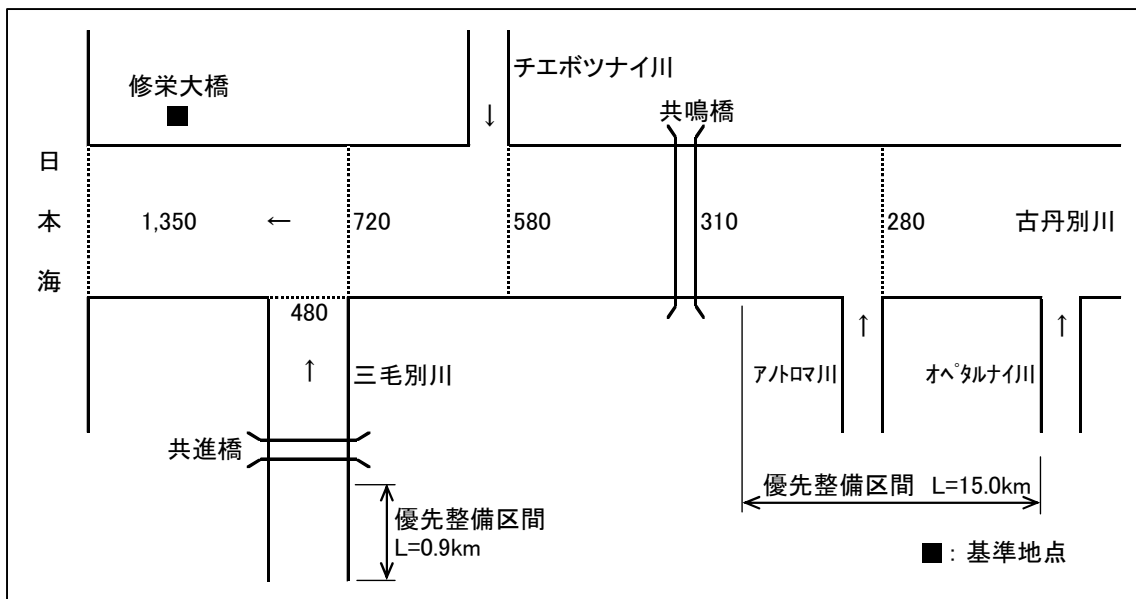 チエボツナイ川
修栄大橋
■
↓
共鳴橋
日本海
1,350
←
720
580
310
280
古丹別川
480
↑
三毛別川
↑
アノトロマ川
↑
オペタルナイ川
共進橋
優先整備区間 L=15.0km
優先整備区間
L=0.9km
■：基準地点